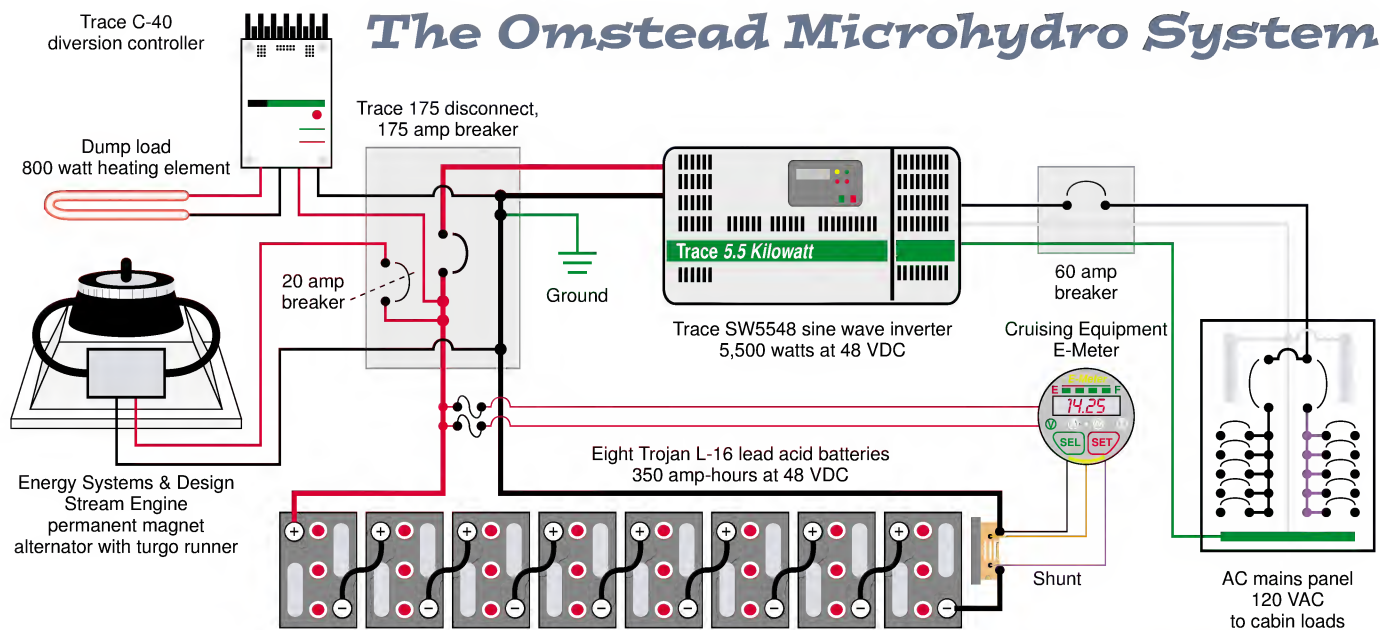 The Omstead Microhydro System
Trace C-40
diversion controller
Trace 175 disconnect,
175 amp breaker
Dump load
800 watt heating element
20 amp
breaker
Ground
Trace 5.5 Kilowatt
Trace SW5548 sine wave inverter
5,500 watts at 48 VDC
60 amp
breaker
Cruising Equipment
E-Meter
E F
14.25
V
SEL SET
Energy Systems & Design
Stream Engine
permanent magnet
alternator with turgo runner
Eight Trojan L-16 lead acid batteries
350 amp-hours at 48 VDC
+ + + + + + + +
− − − − − − − −
Shunt
AC mains panel
120 VAC
to cabin loads